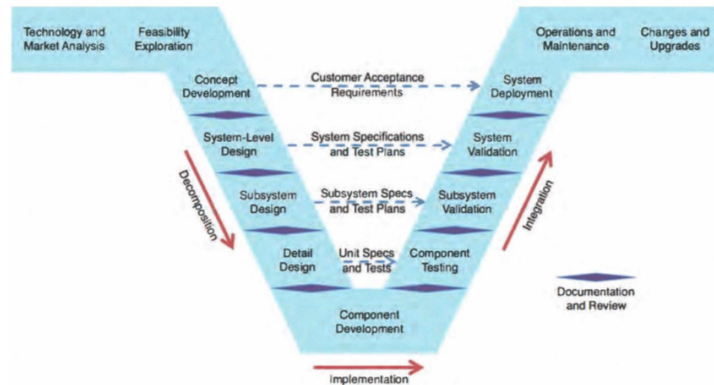 Technology and
Market Analysis
Feasibility
Exploration
Operations and
Maintenance
Changes and
Upgrades
Concept
Development
Customer Acceptance
Requirements
System
Deployment
System-Level
Design
System Specifications
and Test Plans
System
Validation
Decomposition
Subsystem
Design
Subsystem Specs
and Test Plans
Subsystem
Validation
Integration
Detail
Design
Unit Specs
and Tests
Component
Testing
Documentation
and Review
Component
Development
Implementation